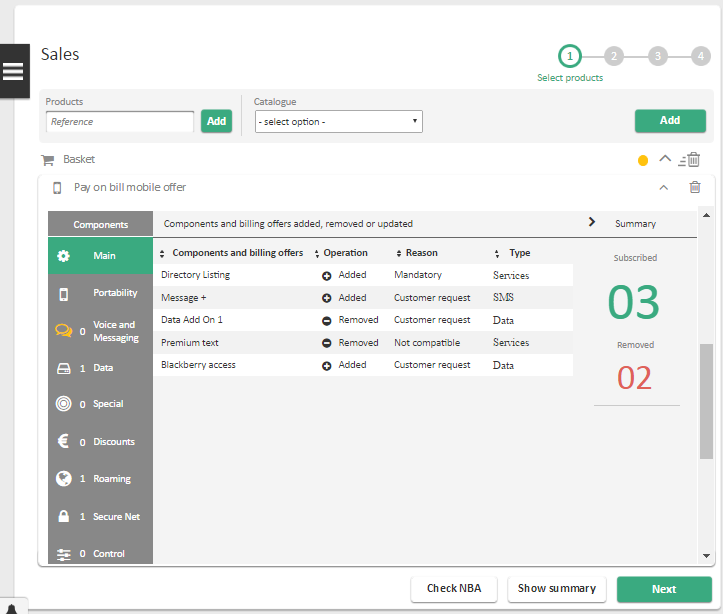 Sales
1 2 3 4
Select products
Products Catalogue
Reference Add - select option - Add
Basket
Pay on bill mobile offer
Components Components and billing offers added, removed or updated Summary
Main Components and billing offers Operation Reason Type Subscribed
Directory Listing Added Mandatory Services
Portability Message + Added Customer request SMS 03
0 Voice and Messaging Data Add On 1 Removed Customer request Data
Premium text Removed Not compatible Services Removed
1 Data Blackberry access Added Customer request Data 02
0 Special
€ 0 Discounts
1 Roaming
1 Secure Net
0 Control
Check NBA Show summary Next